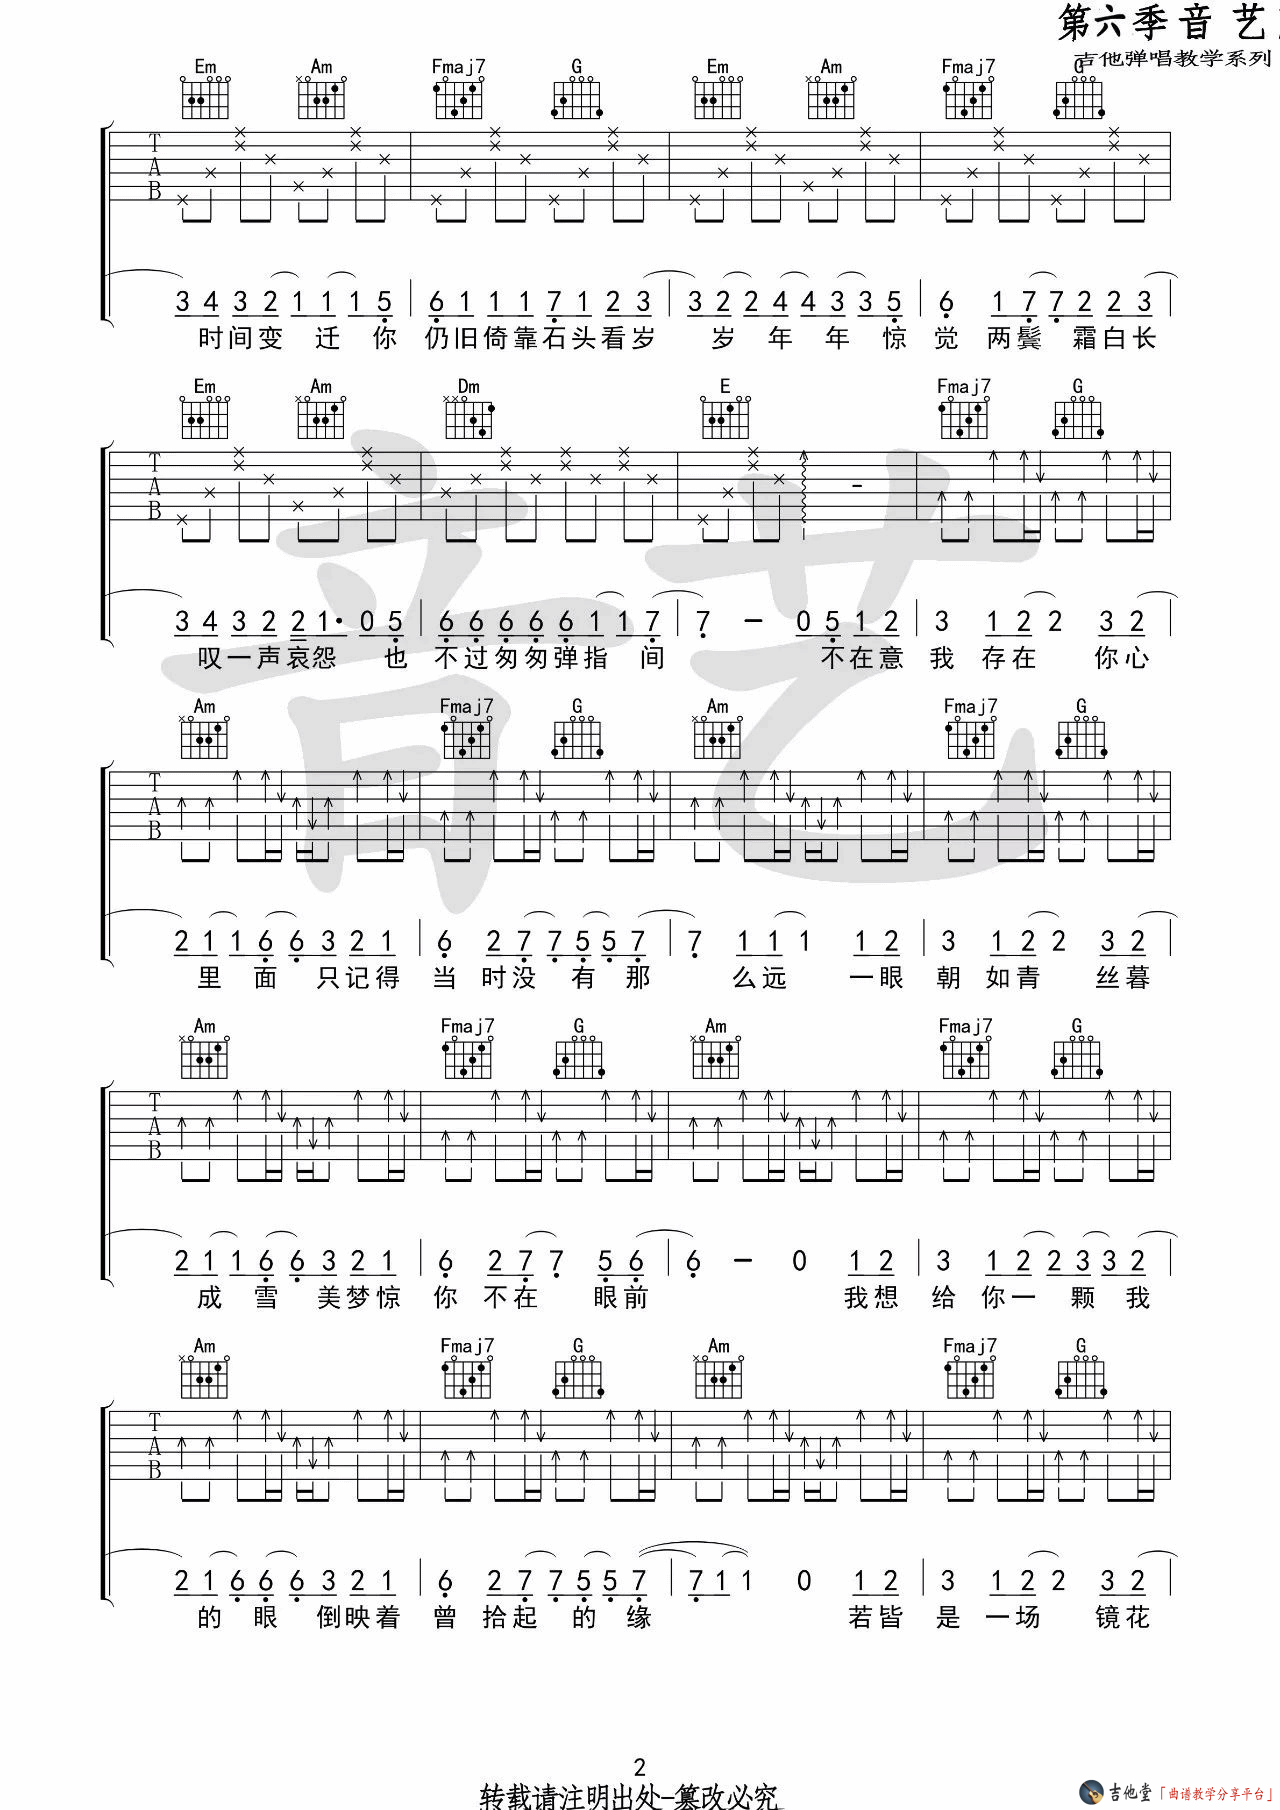 第六季音艺
吉他弹唱教学系列
Em Am Fmaj7 G Em Am Fmaj7 G
T
A
B
3 4 3 2 1 1 1 5 | 6 1 1 1 7 1 2 3 | 3 2 2 4 4 3 3 5 | 6 1 7 7 2 2 3 |
时间变迁你仍旧倚靠石头看岁岁年年惊觉两鬓霜白长
Em Am Dm E Fmaj7 G
T
A
B
3 4 3 2 2 1· 0 5 | 6 6 6 6 6 1 1 7 | 7 — 0 5 1 2 | 3 1 2 2 3 2 |
叹一声哀怨也不过匆匆弹指间不在意我存在你心
音艺
Am Fmaj7 G Am Fmaj7 G
T
A
B
2 1 1 6 6 3 2 1 | 6 2 7 7 5 5 7 | 7 1 1 1 1 2 | 3 1 2 2 3 2 |
里面只记得当时没有那么远一眼朝如青丝暮
Am Fmaj7 G Am Fmaj7 G
T
A
B
2 1 1 6 6 3 2 1 | 6 2 7 7 5 6 | 6 — 0 1 2 | 3 1 2 2 3 3 2 |
成雪美梦惊你不在眼前我想给你一颗我
Am Fmaj7 G Am Fmaj7 G
T
A
B
2 1 6 6 6 3 2 1 | 6 2 7 7 5 5 7 | 7 1 1 0 1 2 | 3 1 2 2 3 2 |
的眼倒映着曾拾起的缘若皆是一场镜花
2
转载请注明出处-篡改必究
吉他堂「曲谱教学分享平台」